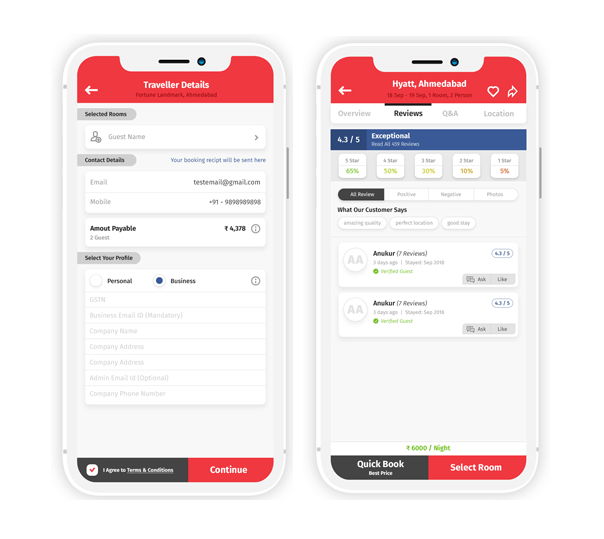 Traveller Details
Fortune Landmark, Ahmedabad
Selected Rooms
Guest Name
Contact Details
Your booking recipt will be sent here
Email
testemail@gmail.com
Mobile
+91 - 9898989898
Amout Payable
₹ 4,378
2 Guest
Select Your Profile
Personal
Business
GSTN
Business Email ID (Mandatory)
Company Name
Company Address
Company Address
Admin Email Id (Optional)
Company Phone Number
I Agree to Terms & Conditions
Continue
Hyatt, Ahmedabad
18 Sep - 19 Sep, 1 Room, 2 Person
Overview
Reviews
Q&A
Location
4.3 / 5
Exceptional
Read All 459 Reviews
5 Star
4 Star
3 Star
2 Star
1 Star
65%
50%
30%
10%
5%
All Review
Positive
Negative
Photos
What Our Customer Says
amazing quality
perfect location
good stay
AA
Anukur (7 Reviews)
4.3 / 5
3 days ago | Stayed: Sep 2018
Verified Guest
Ask
Like
AA
Anukur (7 Reviews)
4.3 / 5
3 days ago | Stayed: Sep 2018
Verified Guest
Ask
Like
₹ 6000 / Night
Quick Book
Best Price
Select Room